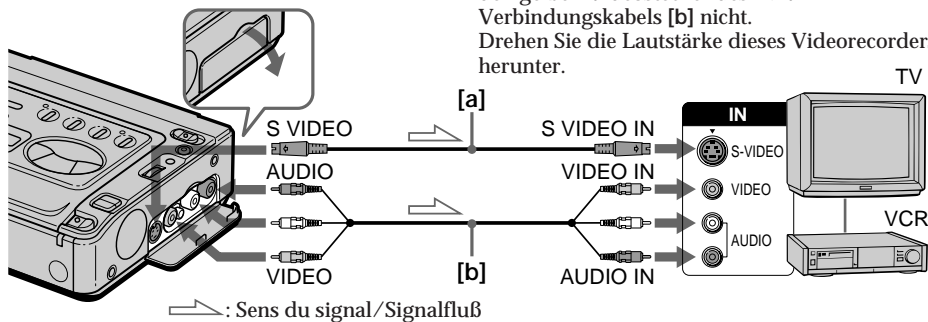 Verbindungskabels [b] nicht.
Drehen Sie die Lautstärke dieses Videorecorder
herunter.
TV
[a]
IN
S VIDEO
S VIDEO IN
S-VIDEO
AUDIO
VIDEO IN
VIDEO
AUDIO
VCR
VIDEO
[b]
AUDIO IN
: Sens du signal/Signalfluß